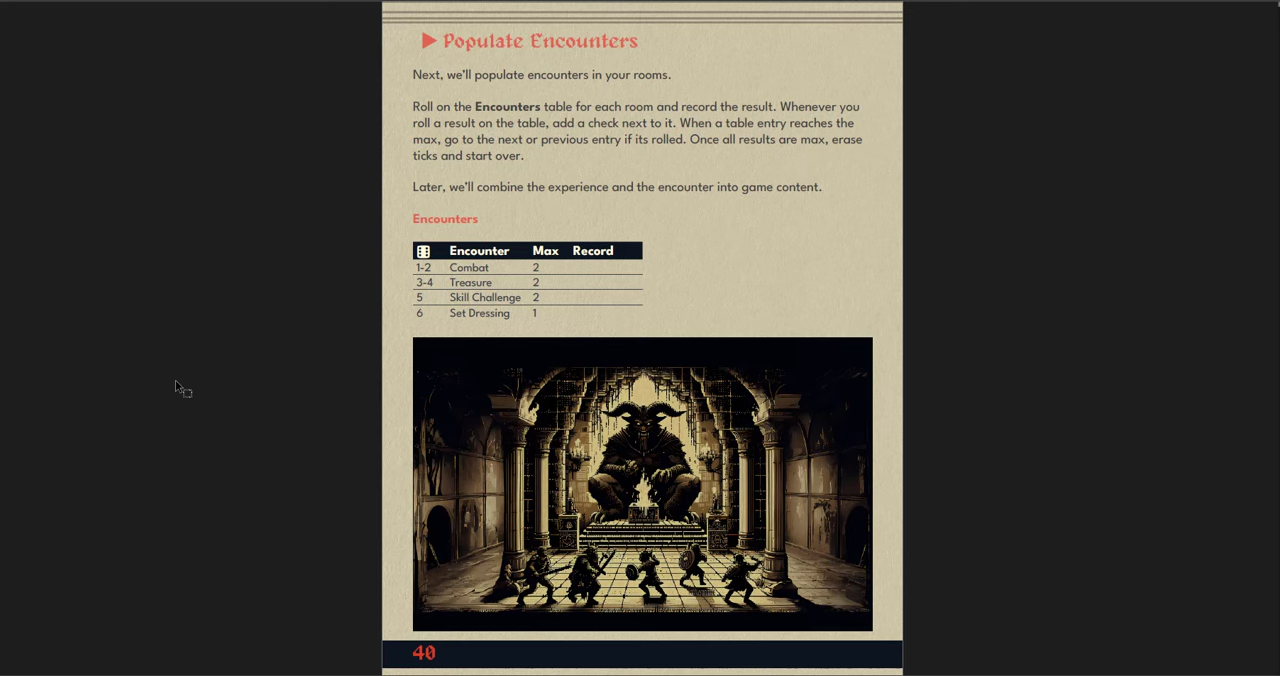 Populate Encounters
Next, we'll populate encounters in your rooms.
Roll on the Encounters table for each room and record the result. Whenever you
roll a result on the table, add a check next to it. When a table entry reaches the
max, go to the next or previous entry if its rolled. Once all results are max, erase
ticks and start over.
Later, we'll combine the experience and the encounter into game content.
Encounters
Encounter Max Record
1-2 Combat 2
3-4 Treasure 2
5 Skill Challenge 2
6 Set Dressing 1
40